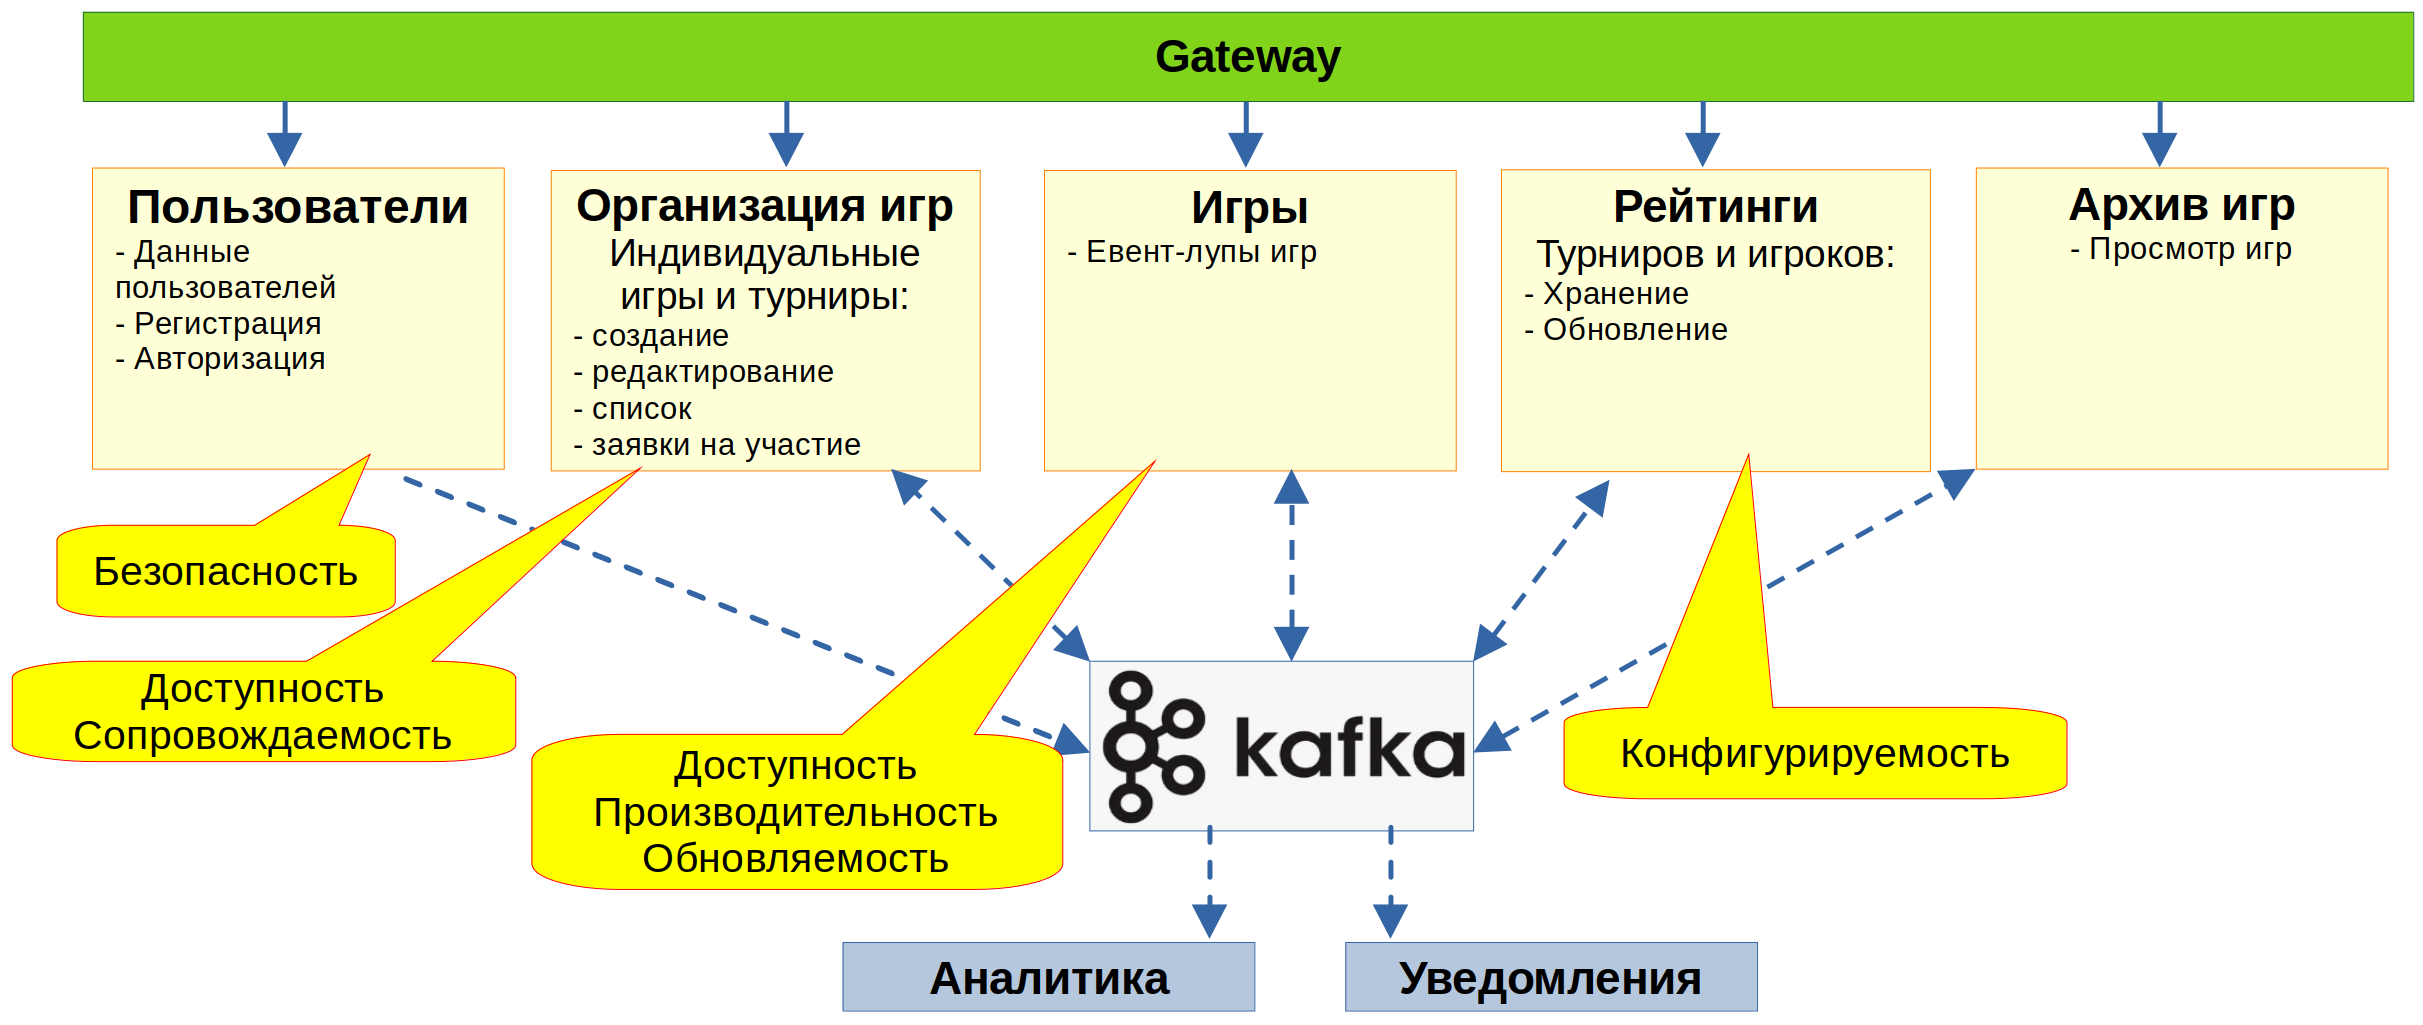 Gateway
Пользователи
- Данные
пользователей
- Регистрация
- Авторизация
Организация игр
Индивидуальные
игры и турниры:
- создание
- редактирование
- список
- заявки на участие
Игры
- Евент-лупы игр
Рейтинги
Турниров и игроков:
- Хранение
- Обновление
Архив игр
- Просмотр игр
Безопасность
Доступность
Сопровождаемость
Доступность
Производительность
Обновляемость
kafka
Конфигурируемость
Аналитика
Уведомления